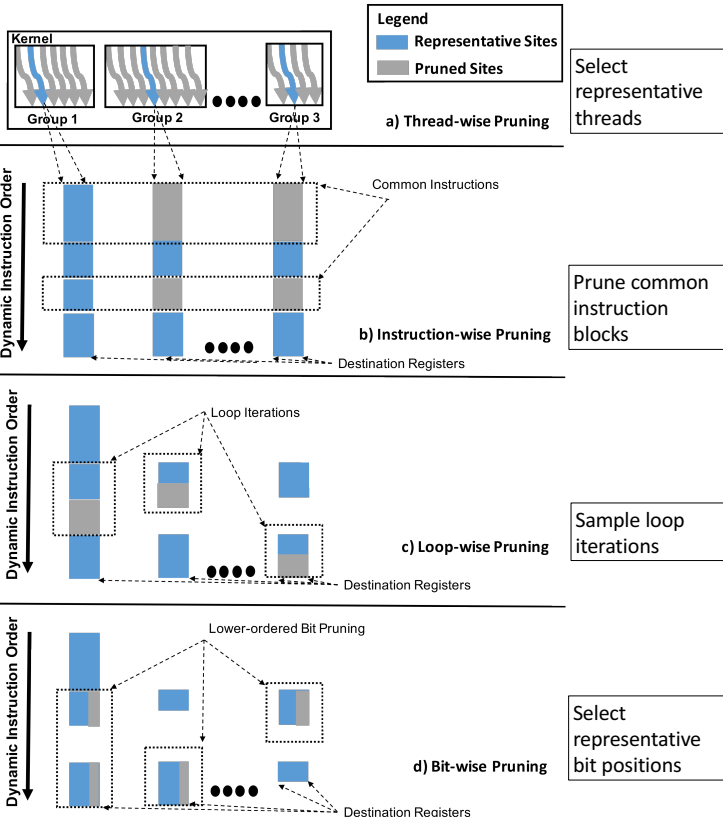 Kernel
Group 1
Group 2
Group 3
Legend
Representative Sites
Pruned Sites
a) Thread-wise Pruning
Select
representative
threads
Dynamic Instruction Order
Common Instructions
b) Instruction-wise Pruning
Destination Registers
Prune common
instruction
blocks
Dynamic Instruction Order
Loop Iterations
c) Loop-wise Pruning
Destination Registers
Sample loop
iterations
Dynamic Instruction Order
Lower-ordered Bit Pruning
d) Bit-wise Pruning
Destination Registers
Select
representative
bit positions